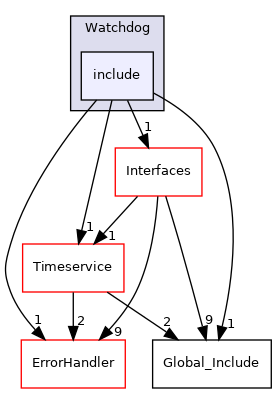 Watchdog
include
1
Interfaces
1
1
Timeservice
1
2
9
2
9
1
ErrorHandler
Global_Include